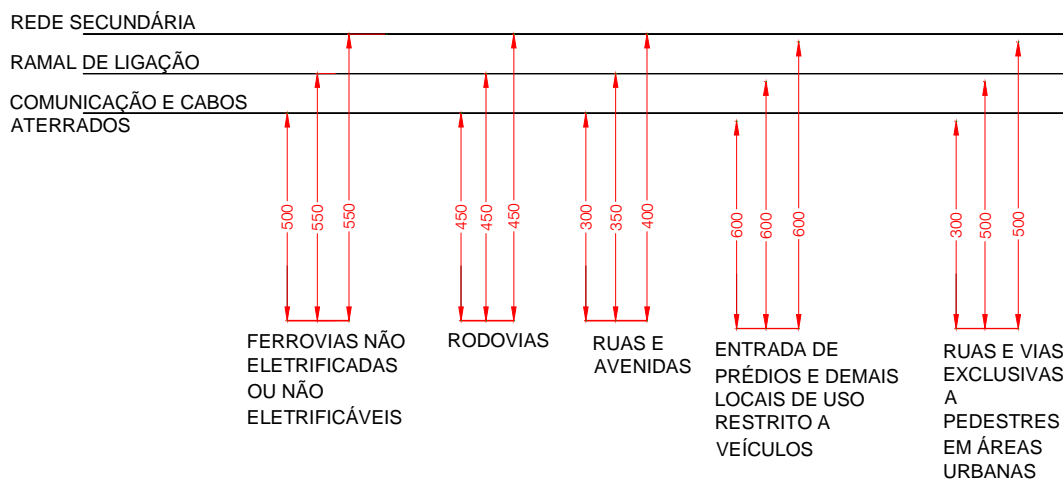 REDE SECUNDÁRIA
RAMAL DE LIGAÇÃO
COMUNICAÇÃO E CABOS
ATERRADOS
500
550
550
450
450
450
300
350
400
600
600
600
300
500
500
FERROVIAS NÃO
ELETRIFICADAS
OU NÃO
ELETRIFICÁVEIS
RODOVIAS
RUAS E
AVENIDAS
ENTRADA DE
PRÉDIOS E DEMAIS
LOCAIS DE USO
RESTRITO A
VEÍCULOS
RUAS E VIAS
EXCLUSIVAS
A
PEDESTRES
EM ÁREAS
URBANAS